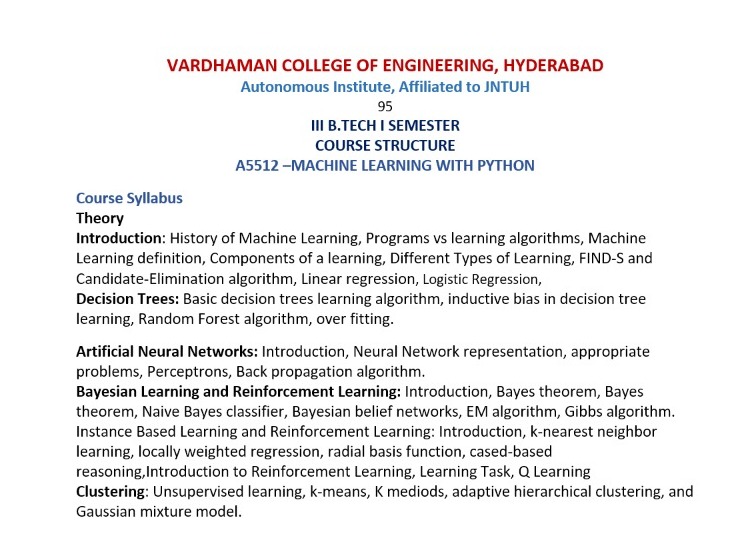 VARDHAMAN COLLEGE OF ENGINEERING, HYDERABAD
Autonomous Institute, Affiliated to JNTUH
95
III B.TECH I SEMESTER
COURSE STRUCTURE
A5512 –MACHINE LEARNING WITH PYTHON
Course Syllabus
Theory
Introduction: History of Machine Learning, Programs vs learning algorithms, Machine
Learning definition, Components of a learning, Different Types of Learning, FIND-S and
Candidate-Elimination algorithm, Linear regression, Logistic Regression,
Decision Trees: Basic decision trees learning algorithm, inductive bias in decision tree
learning, Random Forest algorithm, over fitting.
Artificial Neural Networks: Introduction, Neural Network representation, appropriate
problems, Perceptrons, Back propagation algorithm.
Bayesian Learning and Reinforcement Learning: Introduction, Bayes theorem, Bayes
theorem, Naive Bayes classifier, Bayesian belief networks, EM algorithm, Gibbs algorithm.
Instance Based Learning and Reinforcement Learning: Introduction, k-nearest neighbor
learning, locally weighted regression, radial basis function, cased-based
reasoning,Introduction to Reinforcement Learning, Learning Task, Q Learning
Clustering: Unsupervised learning, k-means, K mediods, adaptive hierarchical clustering, and
Gaussian mixture model.